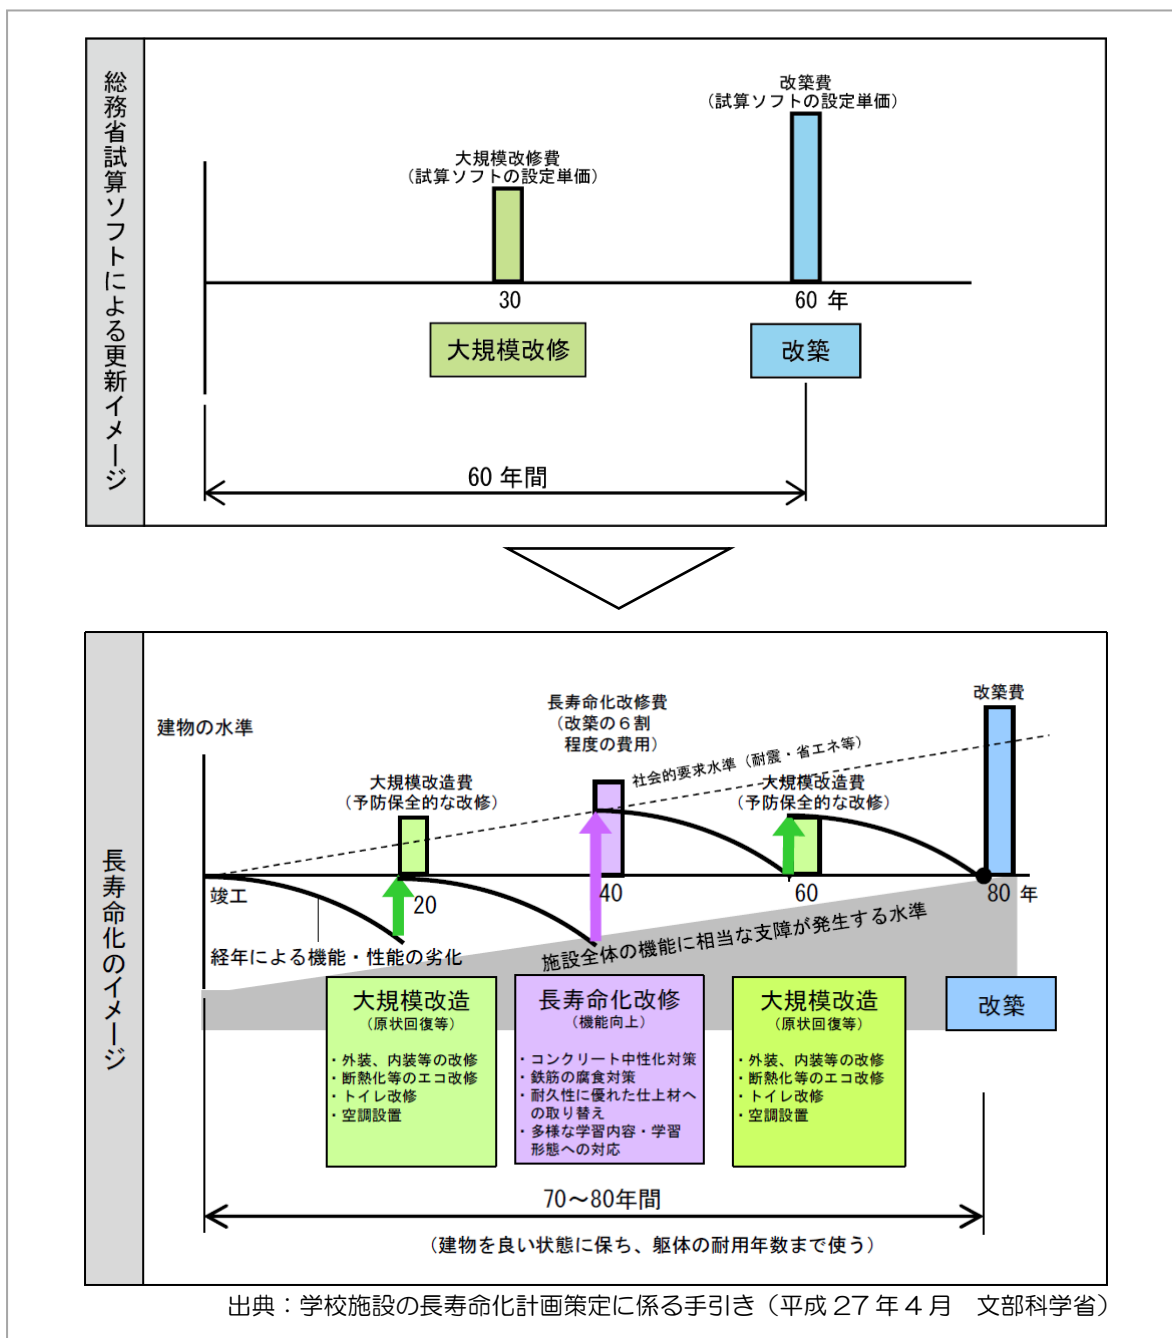 総務省試算ソフトによる更新イメージ
改築費
（試算ソフトの設定単価）
大規模改修費
（試算ソフトの設定単価）
30
60 年
大規模改修
改築
60 年間
長寿命化のイメージ
建物の水準
長寿命化改修費
（改築の６割
程度の費用）
改築費
社会的要求水準（耐震・省エネ等）
大規模改造費
（予防保全的な改修）
大規模改造費
（予防保全的な改修）
竣工
20
40
60
80 年
経年による機能・性能の劣化
施設全体の機能に相当な支障が発生する水準
大規模改造
（原状回復等）
・外装、内装等の改修
・断熱化等のエコ改修
・トイレ改修
・空調設置
長寿命化改修
（機能向上）
・コンクリート中性化対策
・鉄筋の腐食対策
・耐久性に優れた仕上材へ
の取り替え
・多様な学習内容・学習
形態への対応
大規模改造
（原状回復等）
・外装、内装等の改修
・断熱化等のエコ改修
・トイレ改修
・空調設置
改築
70～80年間
（建物を良い状態に保ち、躯体の耐用年数まで使う）
出典：学校施設の長寿命化計画策定に係る手引き（平成 27 年 4 月　文部科学省）